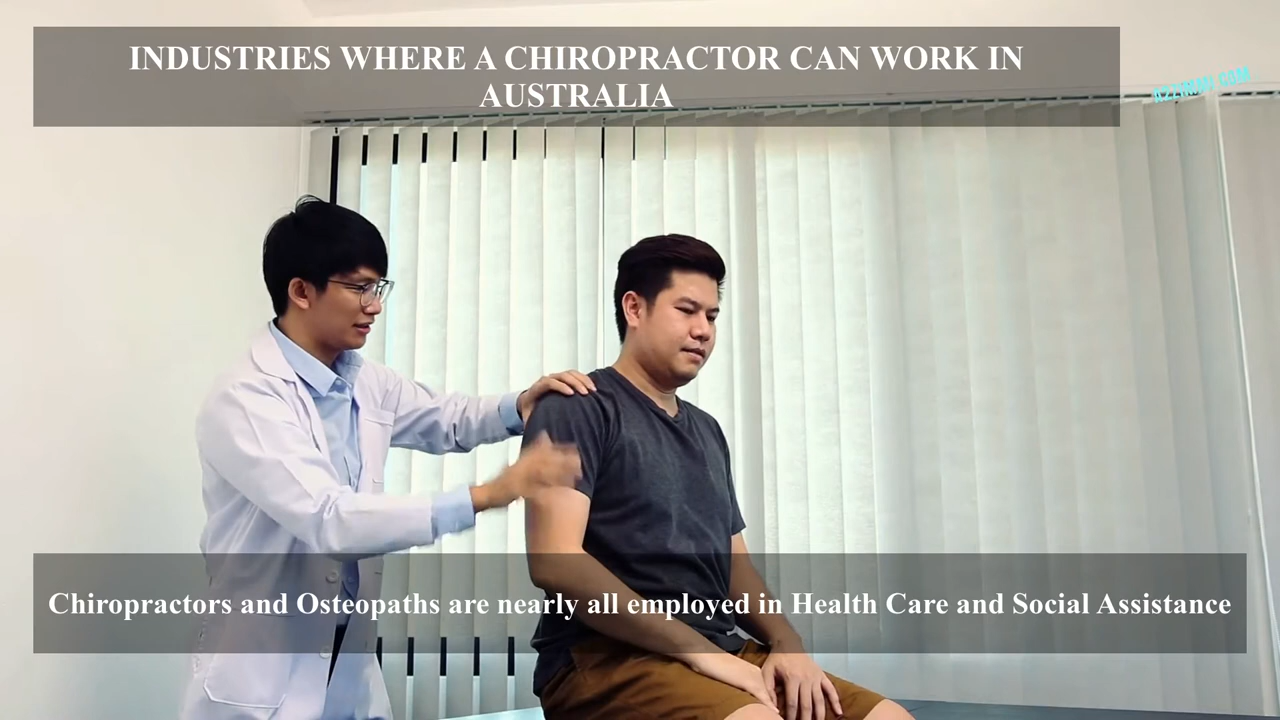 INDUSTRIES WHERE A CHIROPRACTOR CAN WORK IN
AUSTRALIA
Chiropractors and Osteopaths are nearly all employed in Health Care and Social Assistance